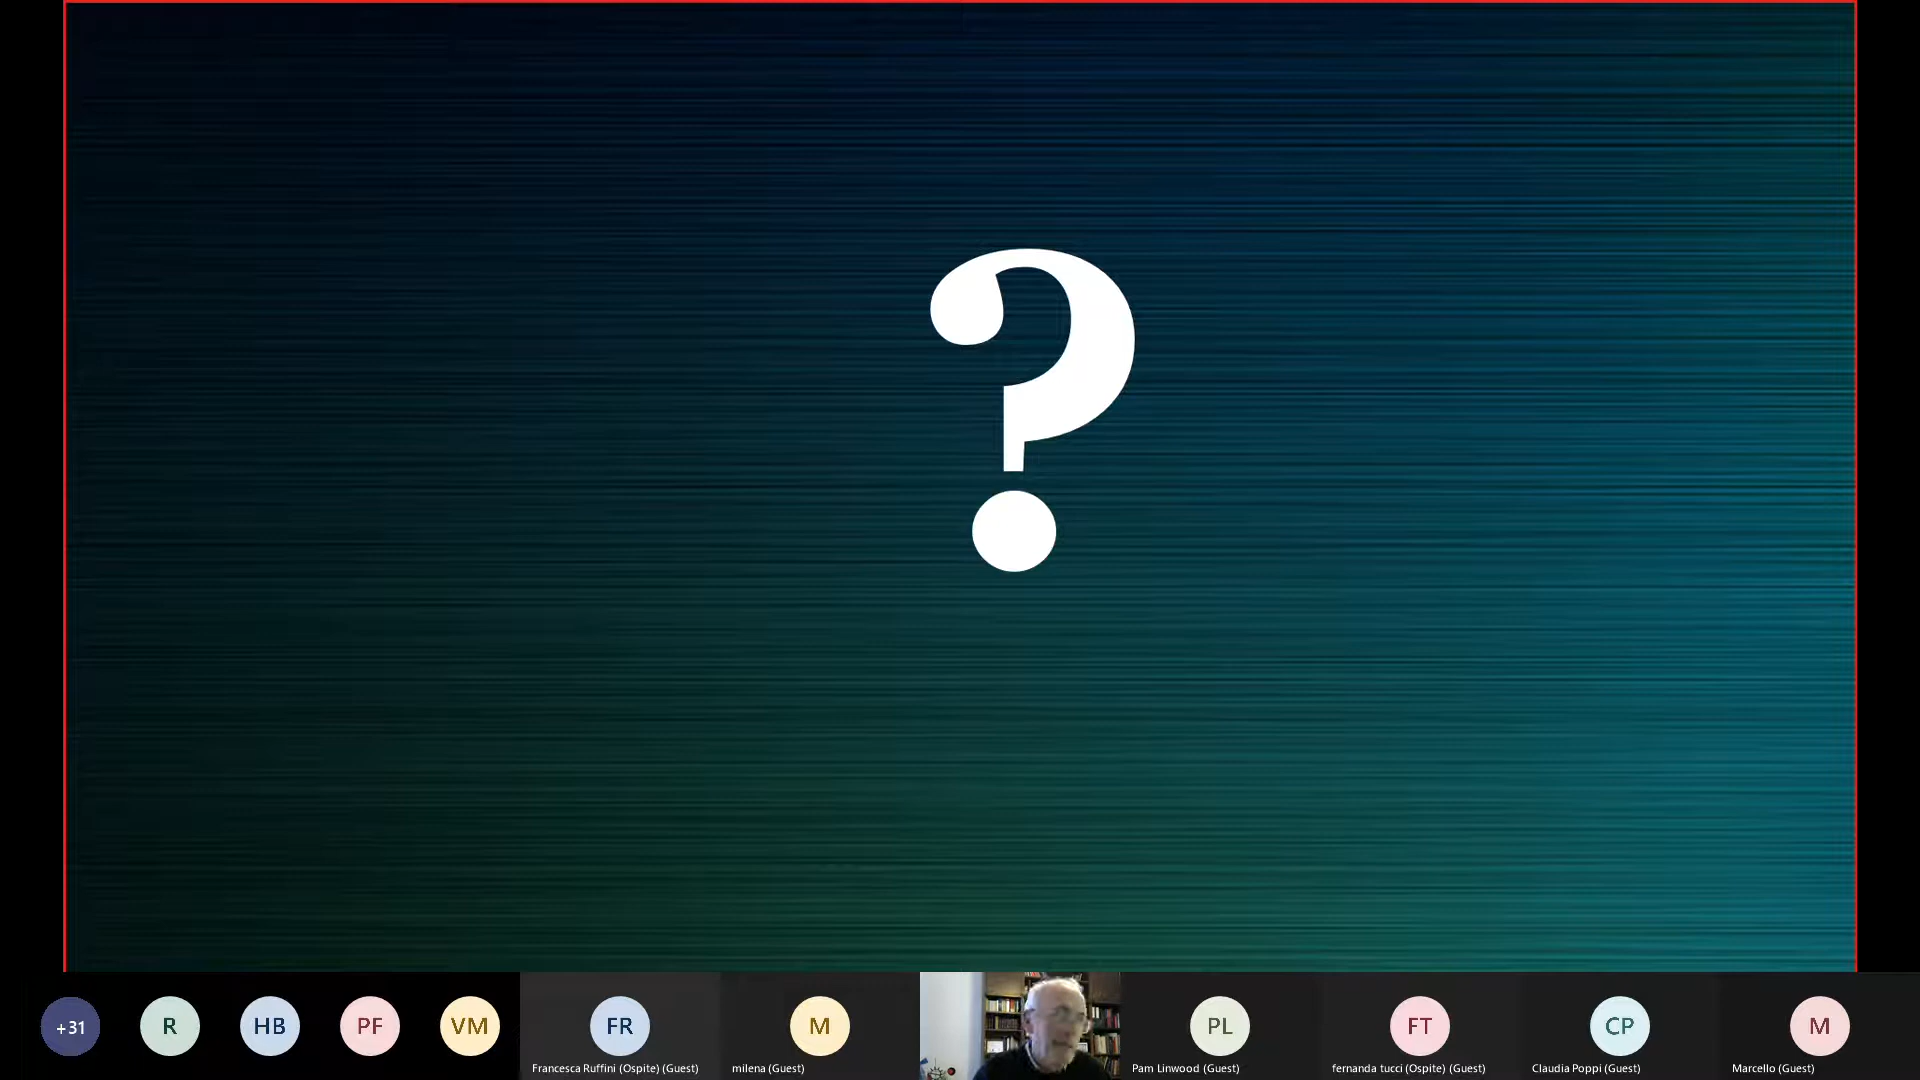 ?
+31
R
HB
PF
VM
FR
M
PL
FT
CP
M
Francesca Ruffini (Ospite) (Guest)
milena (Guest)
Pam Linwood (Guest)
fernanda tucci (Ospite) (Guest)
Claudia Poppi (Guest)
Marcello (Guest)